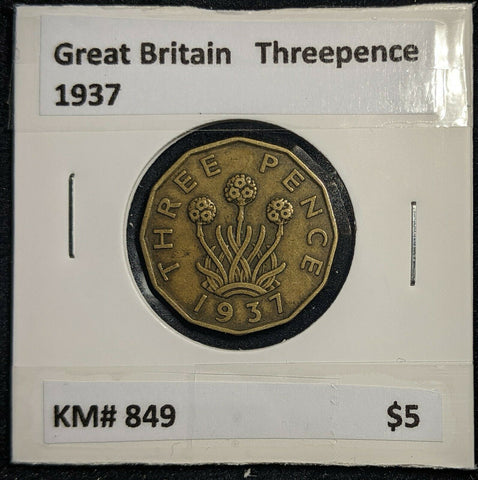 Great Britain Threepence
1937
THREE PENCE
1937
KM# 849 $5